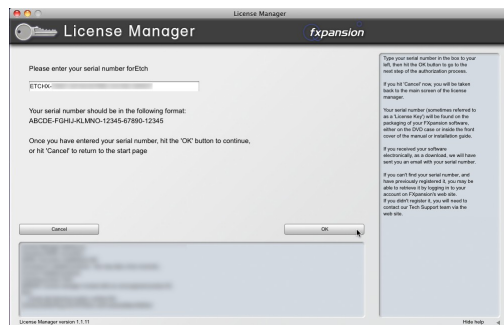 License Manager
License Manager
fxpansion
Please enter your serial number forEtch
ETCHX-
Your serial number should be in the following format:
ABCDE-FGHIJ-KLMNO-12345-67890-12345
Once you have entered your serial number, hit the 'OK' button to continue,
or hit 'Cancel' to return to the start page
Cancel
OK
Type your serial number in the box to your
left, then hit the OK button to go to the
next step of the authorization process.
If you hit 'Cancel' now, you will be taken
back to the main screen of the license
manager.
Your serial number (sometimes referred to
as a 'License Key') will be found on the
packaging of your FXpansion software,
either on the DVD case or inside the front
cover of the manual or installation guide.
If you received your software
electronically, as a download, we will have
sent you an email with your serial number.
If you can't find your serial number, and
have previously registered it, you may be
able to retrieve it by logging in to your
account on FXpansion's web site.
If you didn't register it, you will need to
contact our Tech Support team via the
web site.
License Manager version 1.1.11
Hide help